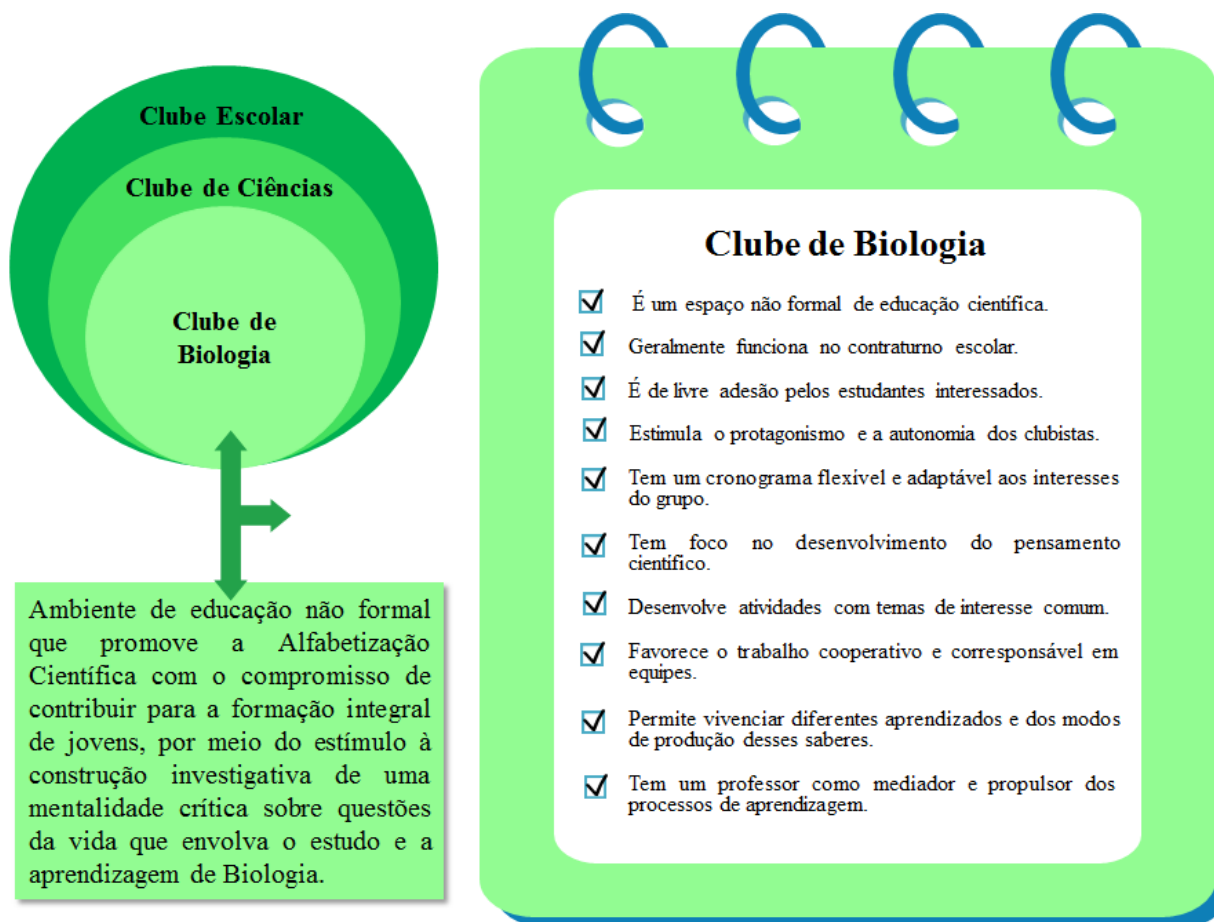 Clube Escolar
Clube de Ciências
Clube de
Biologia
Ambiente de educação não formal
que promove a Alfabetização
Científica com o compromisso de
contribuir para a formação integral
de jovens, por meio do estímulo à
construção investigativa de uma
mentalidade crítica sobre questões
da vida que envolva o estudo e a
aprendizagem de Biologia.
Clube de Biologia
É um espaço não formal de educação científica.
Geralmente funciona no contraturno escolar.
É de livre adesão pelos estudantes interessados.
Estimula o protagonismo e a autonomia dos clubistas.
Tem um cronograma flexível e adaptável aos interesses
do grupo.
Tem foco no desenvolvimento do pensamento
científico.
Desenvolve atividades com temas de interesse comum.
Favorece o trabalho cooperativo e corresponsável em
equipes.
Permite vivenciar diferentes aprendizados e dos modos
de produção desses saberes.
Tem um professor como mediador e propulsor dos
processos de aprendizagem.